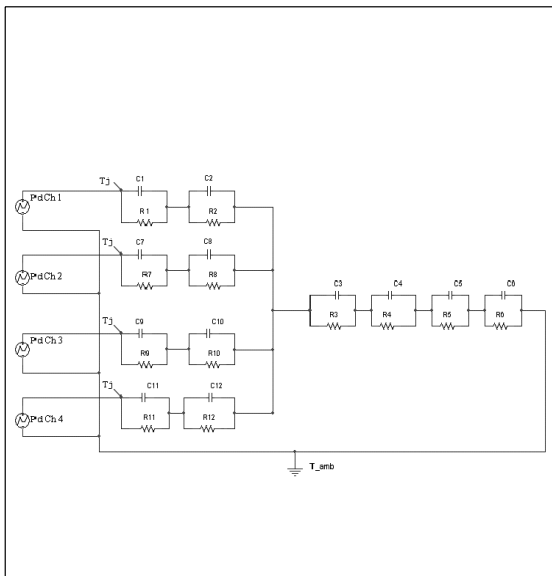 Tj C1 C2
PdCh1
R1 R2
Tj C7 C8
PdCh2
R7 R8
C3 C4 C5 C6
R3 R4 R5 R6
Tj C9 C10
PdCh3
R9 R10
Tj C11 C12
PdCh4
R11 R12
T_amb